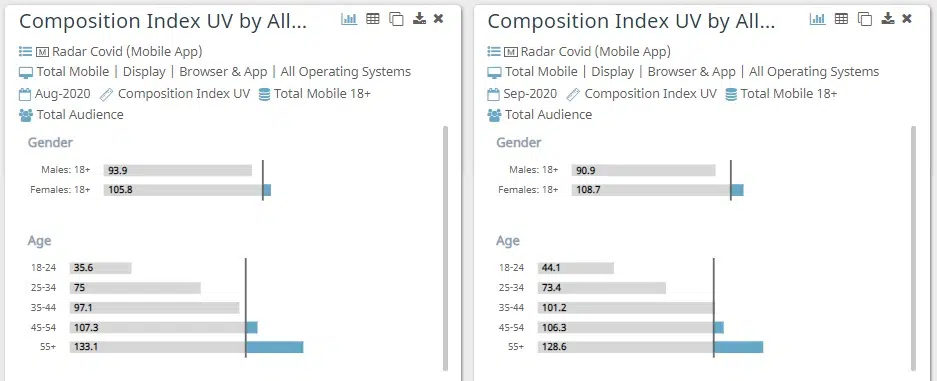 Composition Index UV by All...
M Radar Covid (Mobile App)
Total Mobile | Display | Browser & App | All Operating Systems
Aug-2020 Composition Index UV Total Mobile 18+
Total Audience
Gender
Males: 18+ 93.9
Females: 18+ 105.8
Age
18-24 35.6
25-34 75
35-44 97.1
45-54 107.3
55+ 133.1
Composition Index UV by All...
M Radar Covid (Mobile App)
Total Mobile | Display | Browser & App | All Operating Systems
Sep-2020 Composition Index UV Total Mobile 18+
Total Audience
Gender
Males: 18+ 90.9
Females: 18+ 108.7
Age
18-24 44.1
25-34 73.4
35-44 101.2
45-54 106.3
55+ 128.6